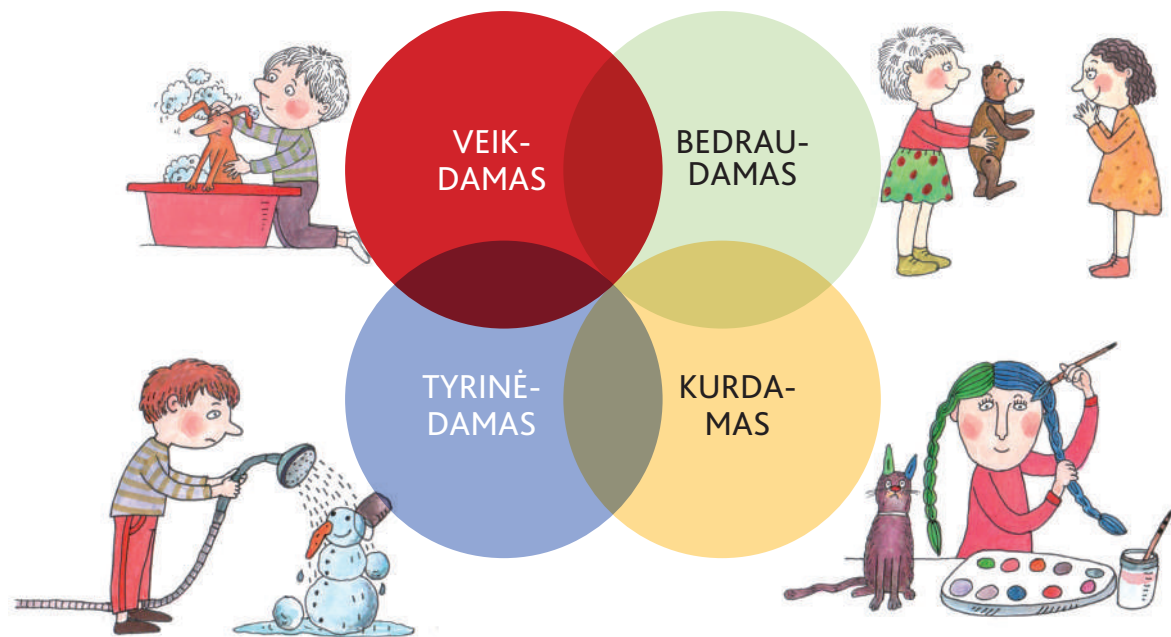 VEIK-
DAMAS
BEDRAU-
DAMAS
TYRINĖ-
DAMAS
KURDA-
MAS